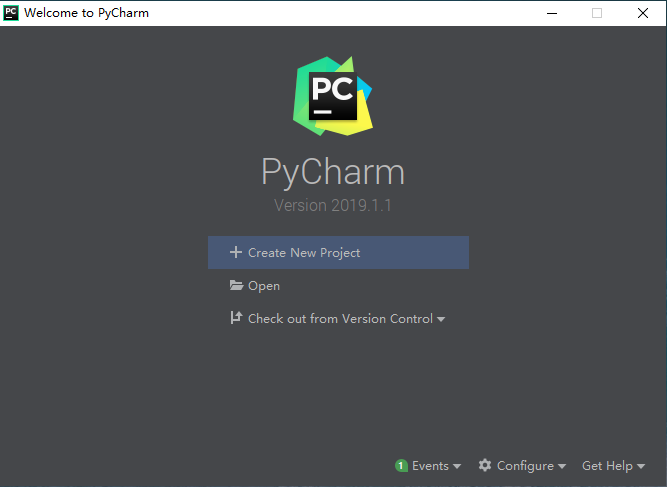 PC Welcome to PyCharm
PC
PyCharm
Version 2019.1.1
Create New Project
Open
Check out from Version Control
1 Events Configure Get Help